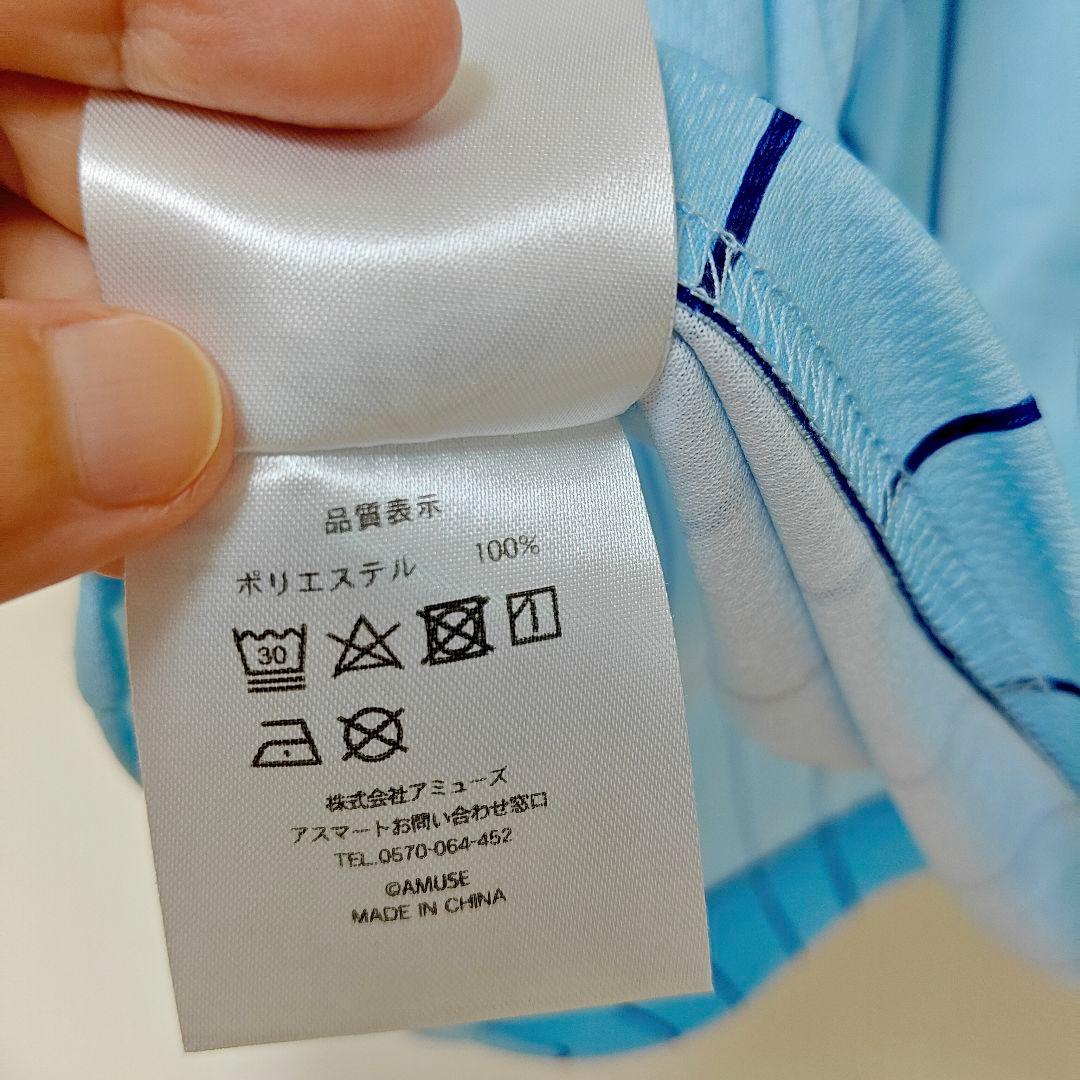 品質表示
ポリエステル 100%
30
株式会社アミューズ
アスマートお問い合わせ窓口
TEL.0570-064-452
©AMUSE
MADE IN CHINA